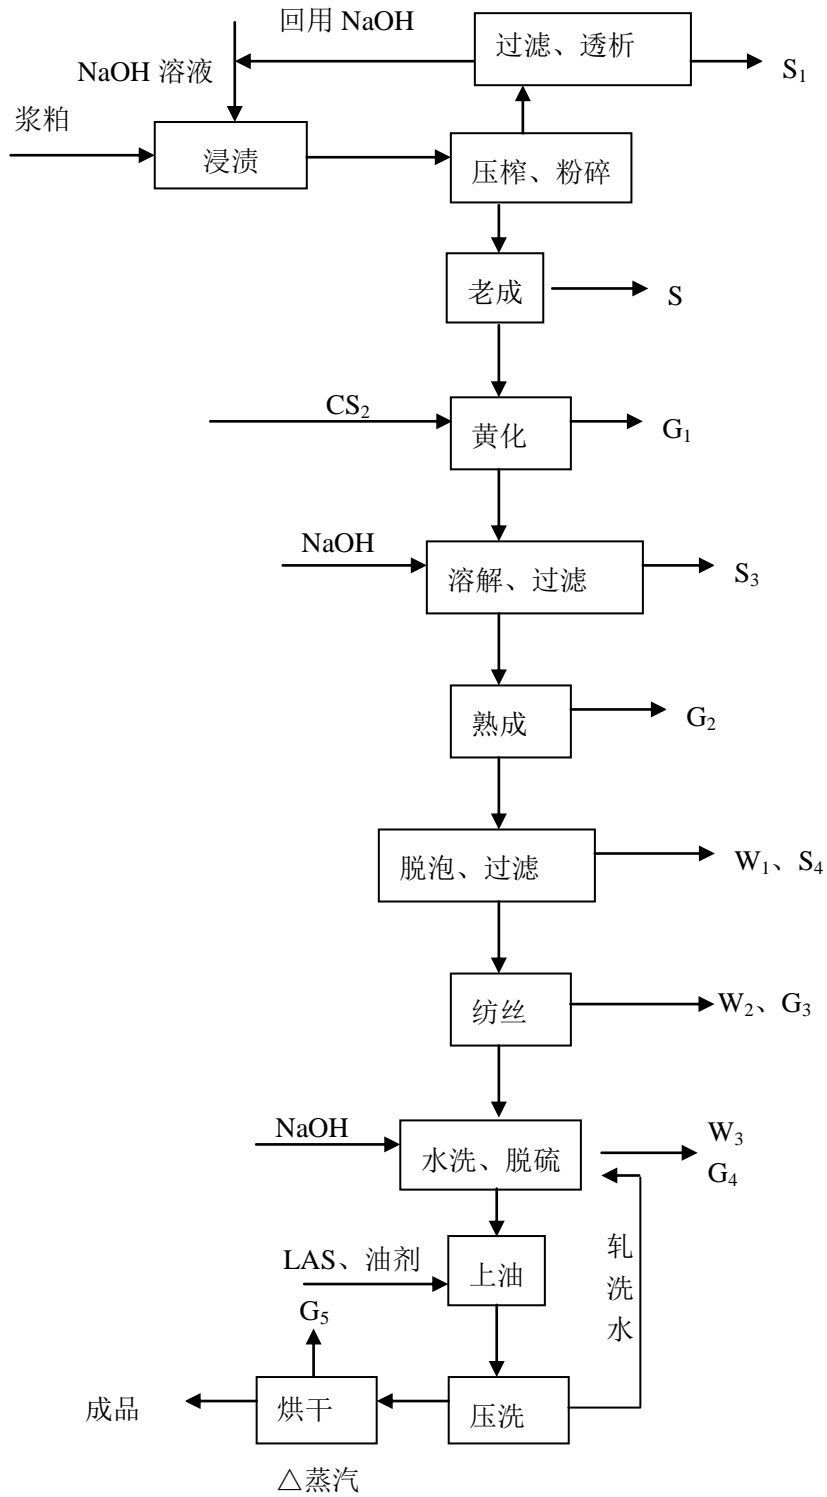 回用 NaOH
过滤、透析
S₁
NaOH 溶液
浆粕
浸渍
压榨、粉碎
老成
S
CS₂
黄化
G₁
NaOH
溶解、过滤
S₃
熟成
G₂
脱泡、过滤
W₁、S₄
纺丝
W₂、G₃
NaOH
水洗、脱硫
W₃
G₄
LAS、油剂
上油
轧洗水
G₅
成品
烘干
压洗
△蒸汽